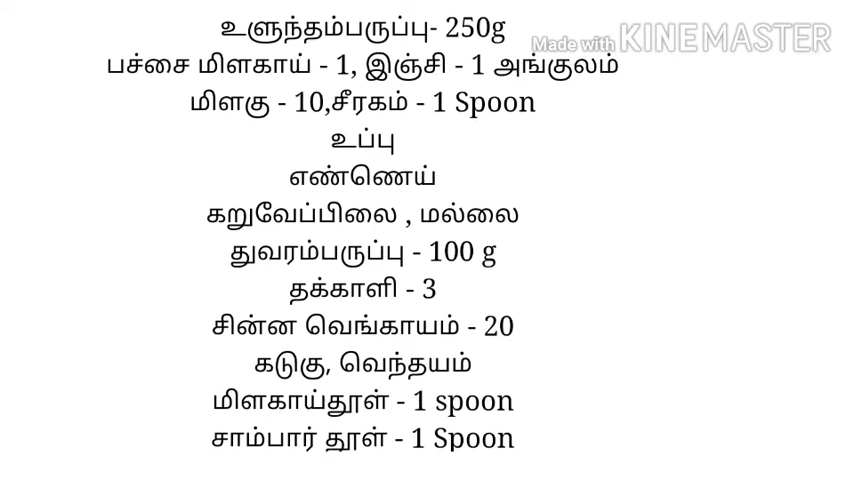 உளுந்தம்பருப்பு- 250g
Made with KINEMASTER
பச்சை மிளகாய் - 1, இஞ்சி - 1 அங்குலம்
மிளகு - 10,சீரகம் - 1 Spoon
உப்பு
எண்ணெய்
கறுவேப்பிலை , மல்லை
துவரம்பருப்பு - 100 g
தக்காளி - 3
சின்ன வெங்காயம் - 20
கடுகு, வெந்தயம்
மிளகாய்தூள் - 1 spoon
சாம்பார் தூள் - 1 Spoon